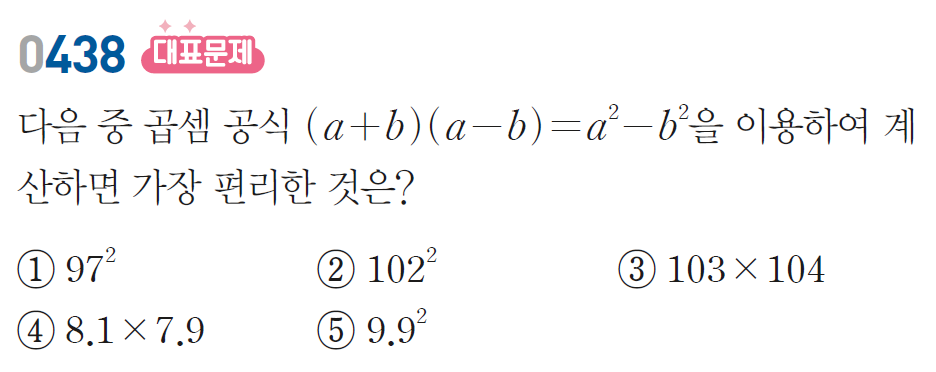 0438 대표문제
다음 중 곱셈 공식 (a+b)(a-b)=a²-b²을 이용하여 계
산하면 가장 편리한 것은?
① 97² ② 102² ③ 103×104
④ 8.1×7.9 ⑤ 9.9²